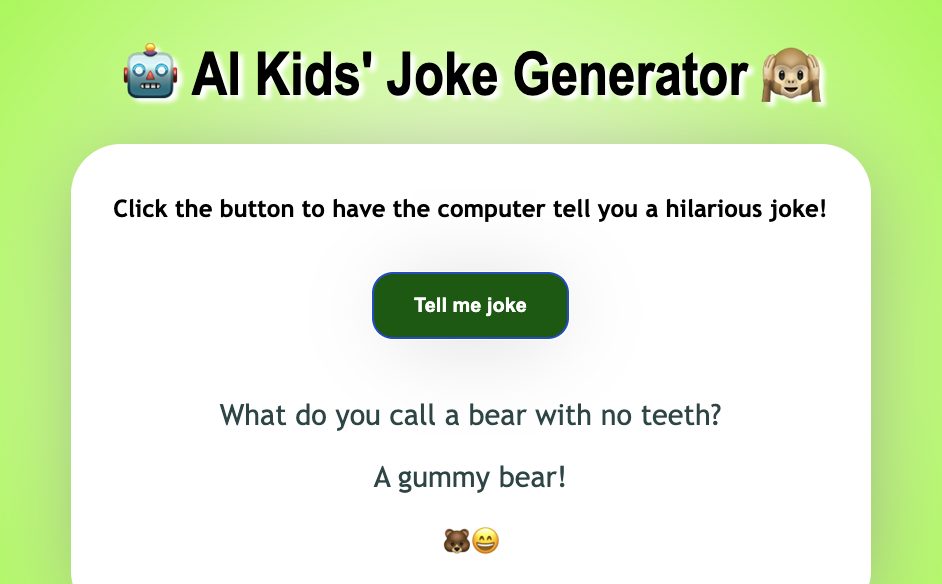 🤖 AI Kids' Joke Generator 🙉
Click the button to have the computer tell you a hilarious joke!
Tell me joke
What do you call a bear with no teeth?
A gummy bear!
🐻😄